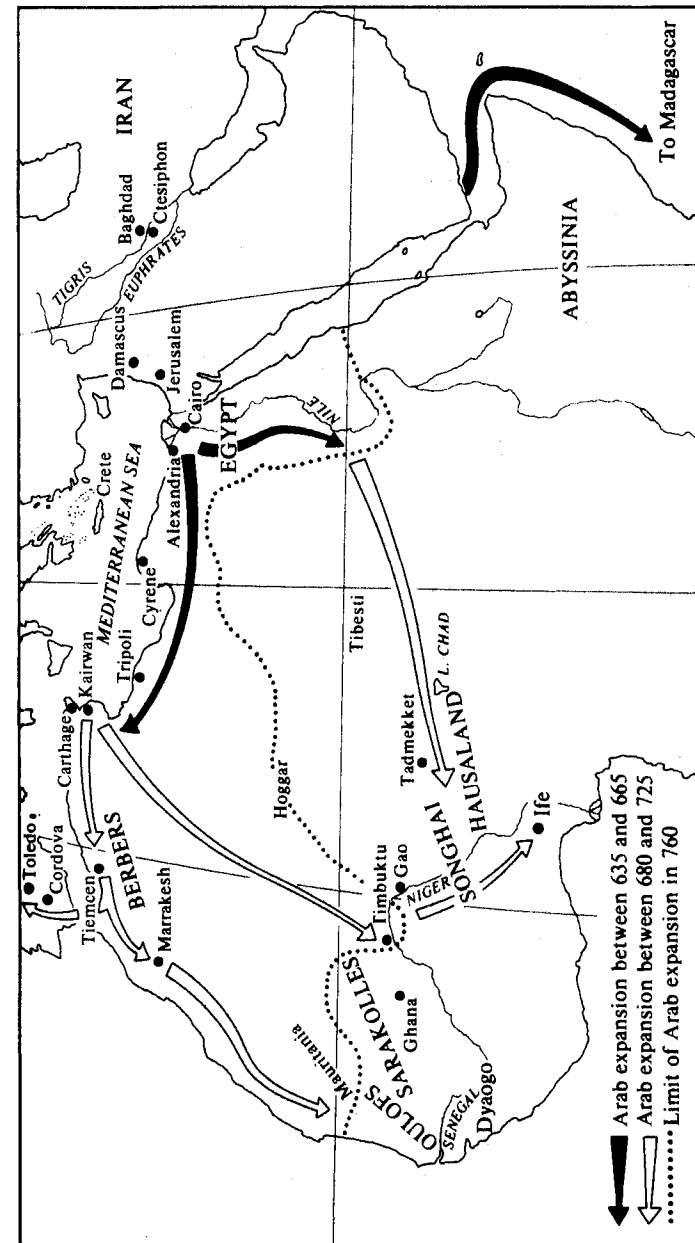 Toledo
Cordova
Carthage
Kairwan
Tiemcen
BERBERS
Marrakesh
Tripoli
MEDITERRANEAN SEA
Crete
Cyrene
Alexandria
Cairo
EGYPT
NILE
Damascus
Jerusalem
TIGRIS
EUPHRATES
Baghdad
Ctesiphon
IRAN
Hoggar
Tibesti
Mauritania
OULOFS
SARAKOLLES
Timbuktu
Gao
Tadmekket
L. CHAD
SONGHAI
HAUSALAND
NIGER
Ghana
SENEGAL
Dyaogo
Ife
ABYSSINIA
To Madagascar
Arab expansion between 635 and 665
Arab expansion between 680 and 725
Limit of Arab expansion in 760